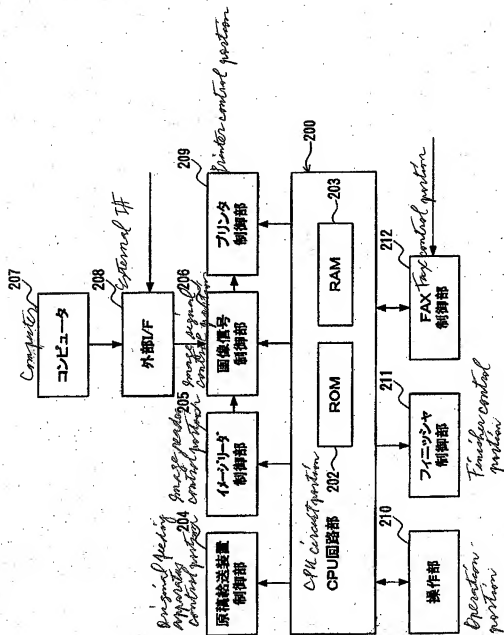 Computer
207
コンピュータ
External I/F
208
外部I/F
Original feeding
apparatus
control portion
204
原稿給送装置
制御部
Image reader
control portion
205
イメージリーダ
制御部
Image signal
control portion
206
画像信号
制御部
Printer control portion
209
プリンタ
制御部
200
CPU circuit portion
CPU回路部
202
ROM
203
RAM
210
操作部
Operation
portion
211
フィニッシャ
制御部
Finisher control
portion
212
FAX
制御部
Fax control portion